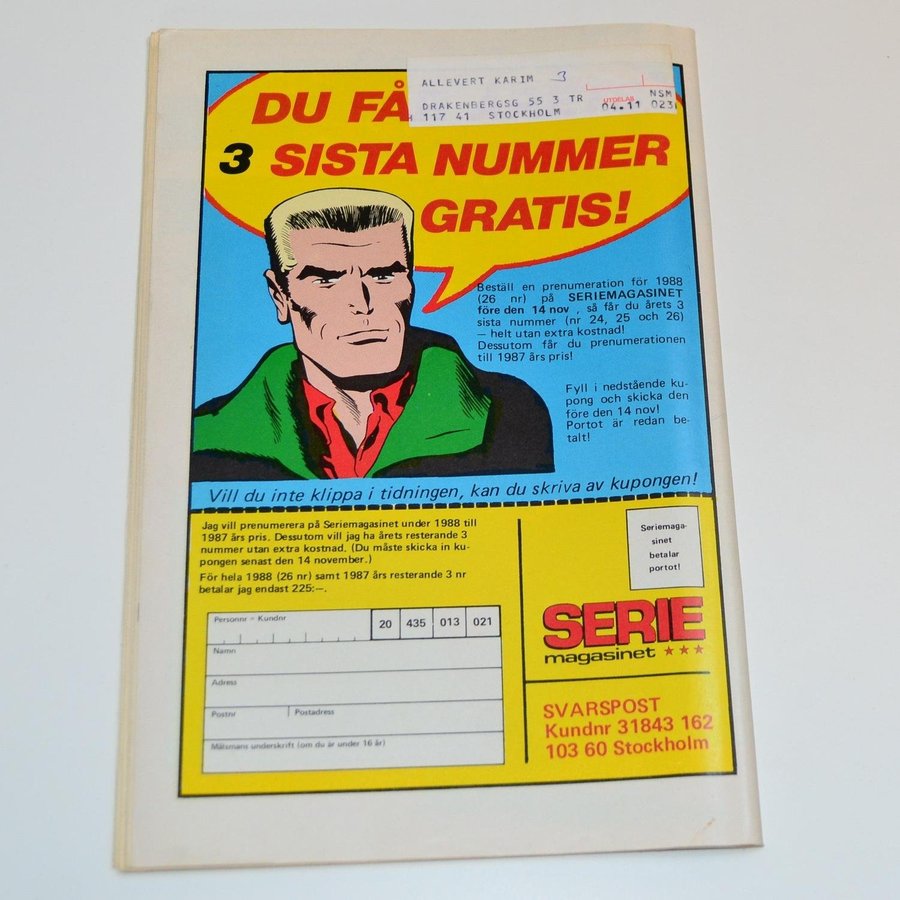 ALLEVERT KARIM 3
DRAKENBERGSG 55 3 TR
117 41 STOCKHOLM
UTDELAS
NSM
04.11 023
DU FÅ
3 SISTA NUMMER
GRATIS!
Beställ en prenumeration för 1988
(26 nr) på SERIEMAGASINET
före den 14 nov , så får du årets 3
sista nummer (nr 24, 25 och 26)
— helt utan extra kostnad!
Dessutom får du prenumerationen
till 1987 års pris!
Fyll i nedstående ku-
pong och skicka den
före den 14 nov!
Portot är redan be-
talt!
Vill du inte klippa i tidningen, kan du skriva av kupongen!
Jag vill prenumerera på Seriemagasinet under 1988 till
1987 års pris. Dessutom vill jag ha årets resterande 3
nummer utan extra kostnad. (Du måste skicka in ku-
pongen senast den 14 november.)
För hela 1988 (26 nr) samt 1987 års resterande 3 nr
betalar jag endast 225:—.
Personnr - Kundnr
20 435 013 021
Namn
Adress
Postnr Postadress
Målsmans underskrift (om du är under 16 år)
Seriemaga-
sinet
betalar
portot!
SERIE
magasinet
SVARSPOST
Kundnr 31843 162
103 60 Stockholm